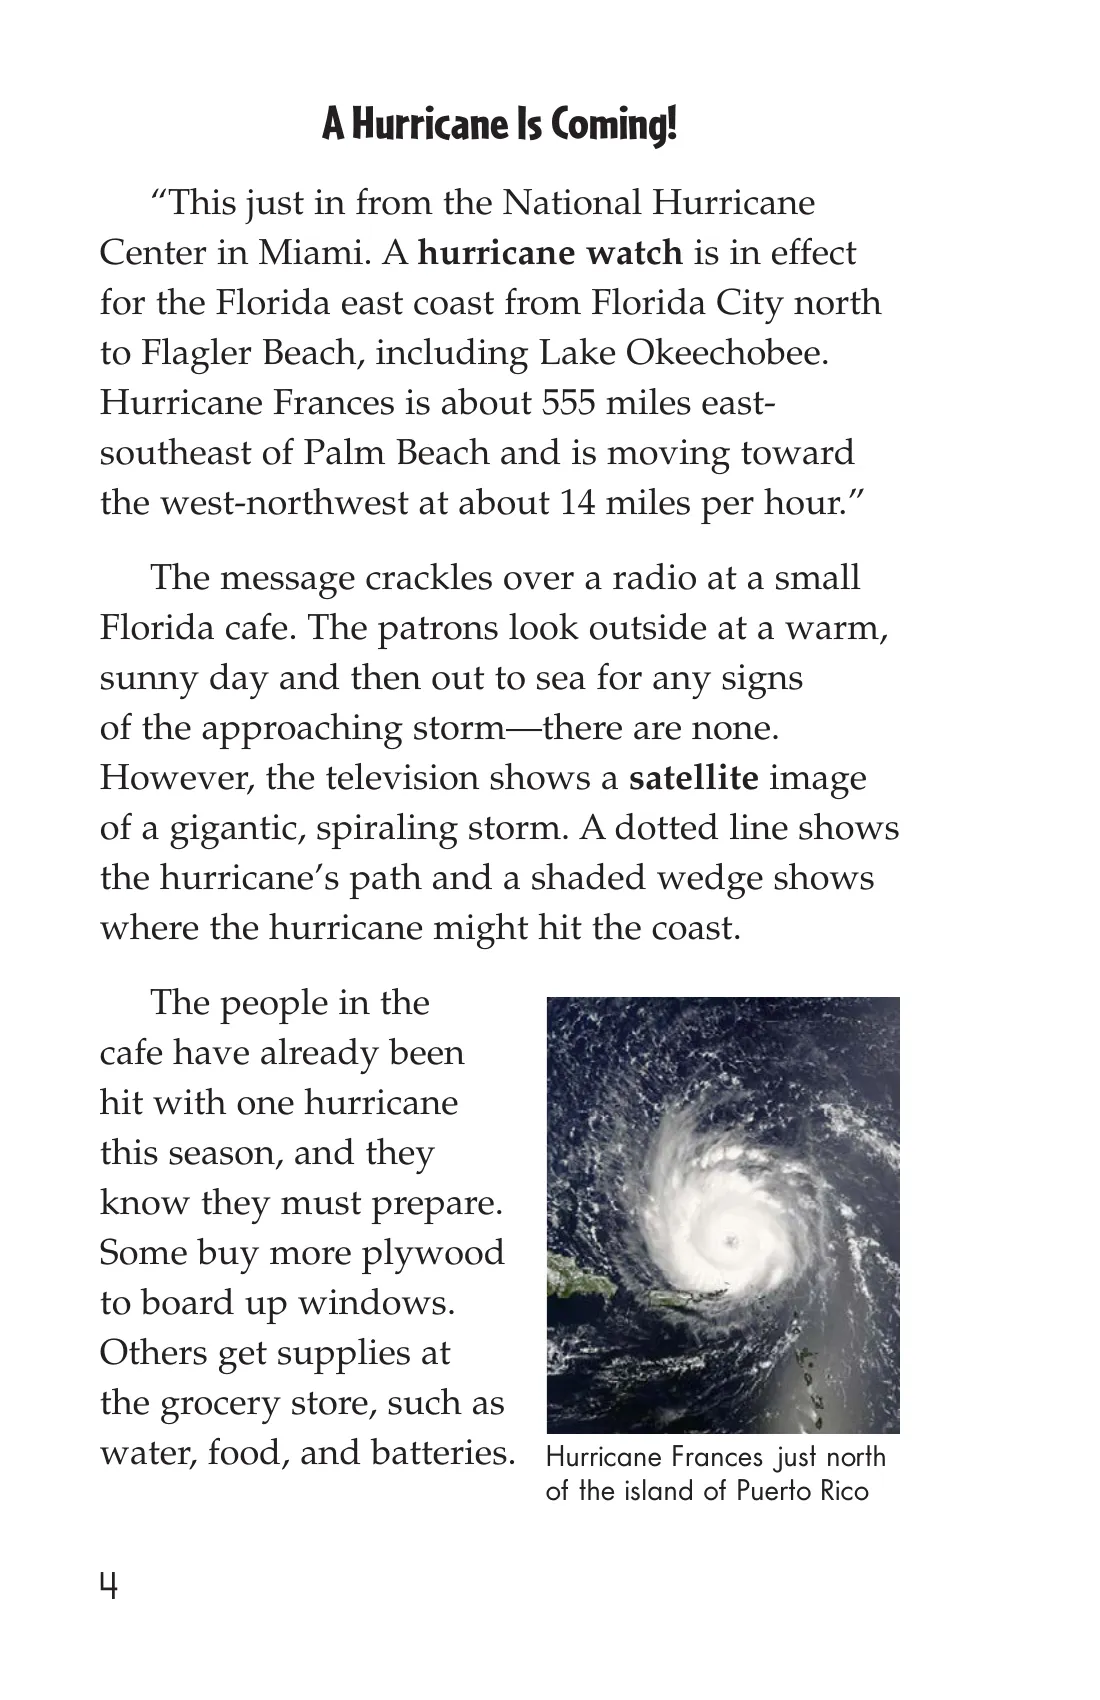 A Hurricane Is Coming!
“This just in from the National Hurricane
Center in Miami. A hurricane watch is in effect
for the Florida east coast from Florida City north
to Flagler Beach, including Lake Okeechobee.
Hurricane Frances is about 555 miles east-
southeast of Palm Beach and is moving toward
the west-northwest at about 14 miles per hour.”
The message crackles over a radio at a small
Florida cafe. The patrons look outside at a warm,
sunny day and then out to sea for any signs
of the approaching storm—there are none.
However, the television shows a satellite image
of a gigantic, spiraling storm. A dotted line shows
the hurricane’s path and a shaded wedge shows
where the hurricane might hit the coast.
The people in the
cafe have already been
hit with one hurricane
this season, and they
know they must prepare.
Some buy more plywood
to board up windows.
Others get supplies at
the grocery store, such as
water, food, and batteries.
Hurricane Frances just north
of the island of Puerto Rico
4